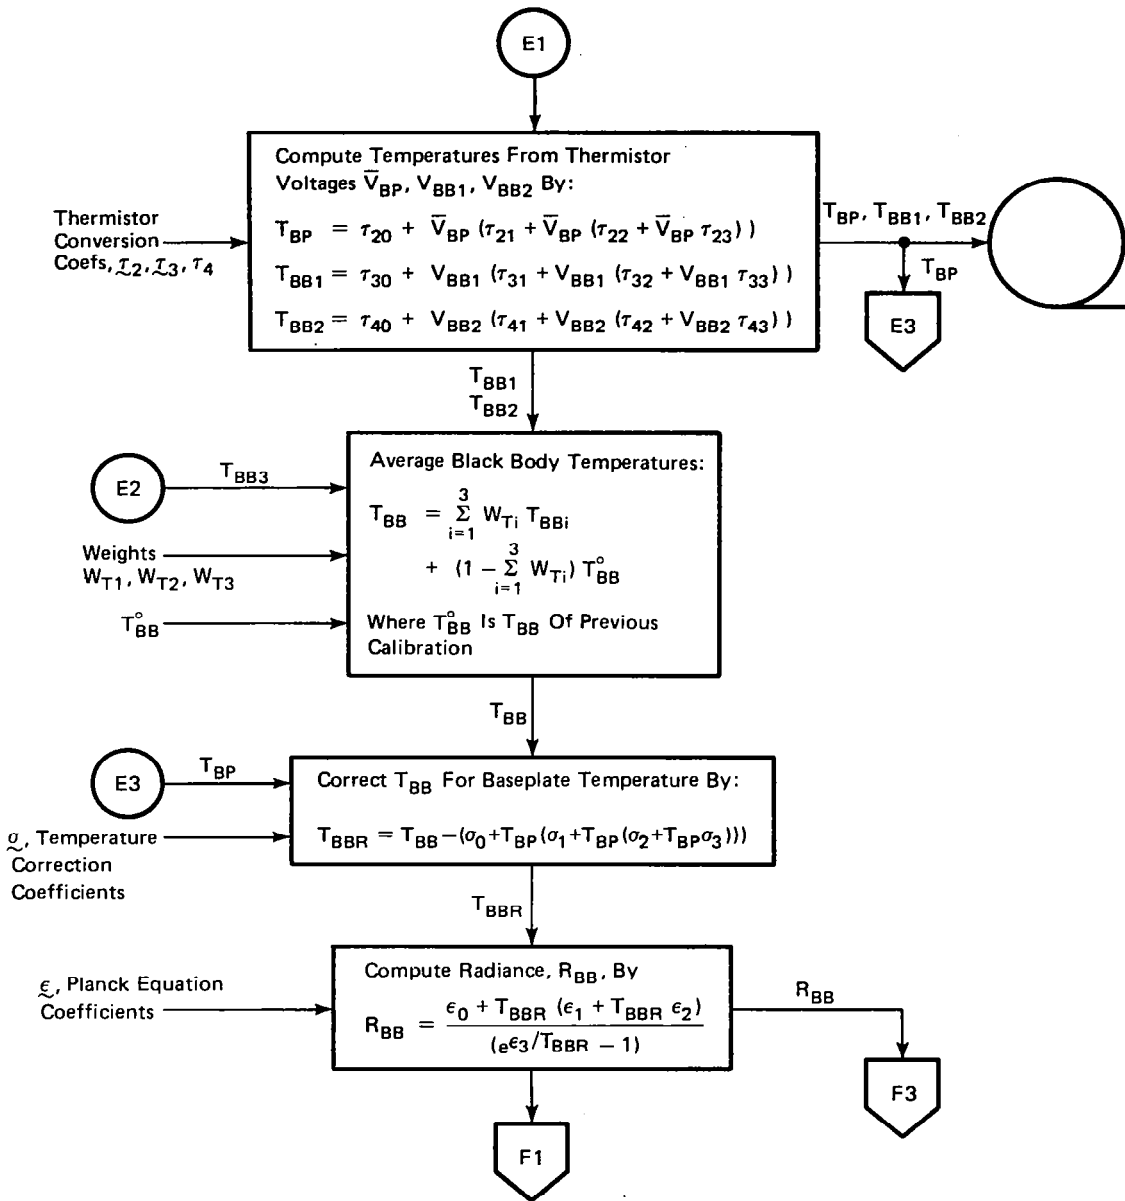 E1
Compute Temperatures From Thermistor
Voltages V̅BP, VBB1, VBB2 By:
TBP = τ20 + V̅BP (τ21 + V̅BP (τ22 + V̅BP τ23) )
TBB1 = τ30 + VBB1 (τ31 + VBB1 (τ32 + VBB1 τ33) )
TBB2 = τ40 + VBB2 (τ41 + VBB2 (τ42 + VBB2 τ43) )
Thermistor
Conversion
Coefs, τ̰2, τ̰3, τ4
TBP, TBB1, TBB2
TBP
E3
TBB1
TBB2
E2
TBB3
Weights
WT1, WT2, WT3
T°BB
Average Black Body Temperatures:
TBB = Σ(i=1 to 3) WTi TBBi
+ (1 – Σ(i=1 to 3) WTi) T°BB
Where T°BB Is TBB Of Previous
Calibration
TBB
E3
TBP
σ̰, Temperature
Correction
Coefficients
Correct TBB For Baseplate Temperature By:
TBBR = TBB–(σ0+TBP(σ1+TBP(σ2+TBPσ3)))
TBBR
ϵ̰, Planck Equation
Coefficients
Compute Radiance, RBB, By
RBB = ϵ0 + TBBR (ϵ1 + TBBR ϵ2)
(eϵ3/TBBR – 1)
RBB
F3
F1